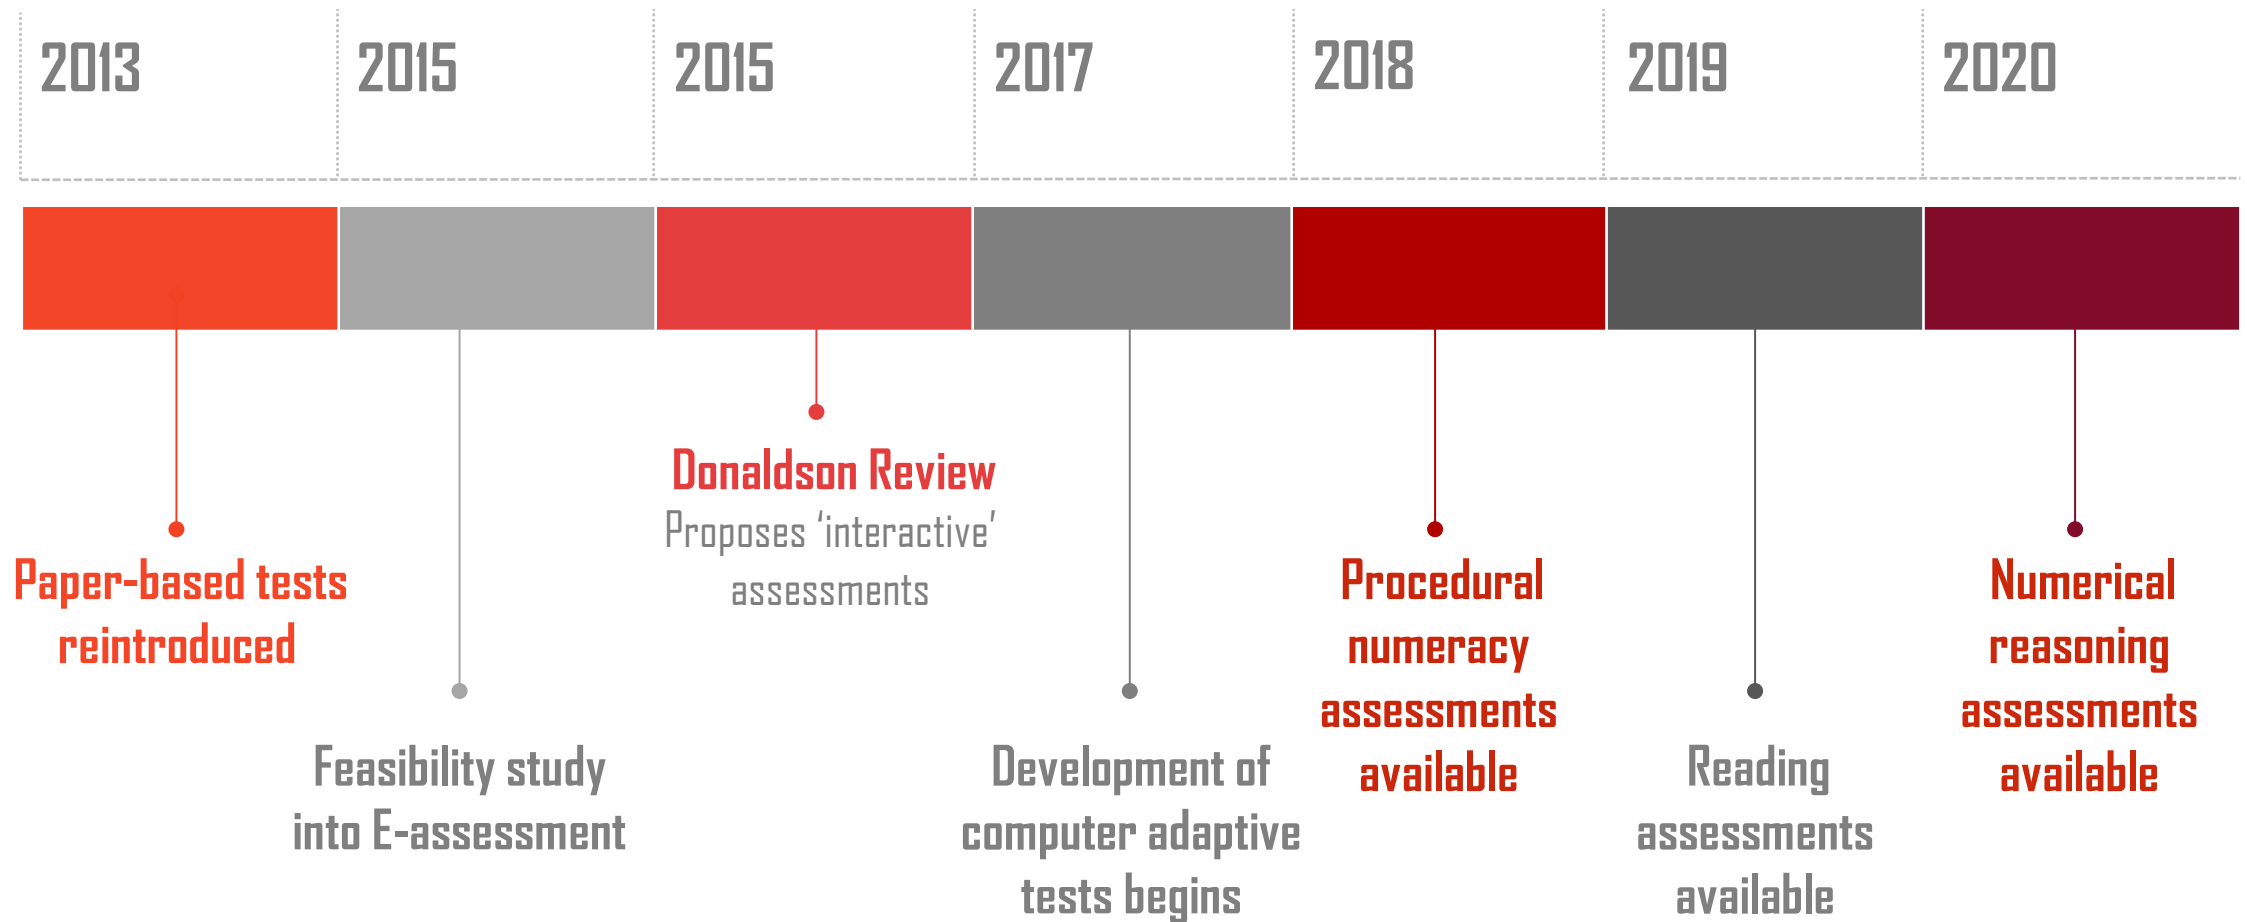 2013
2015
2015
2017
2018
2019
2020
Paper-based tests
reintroduced
Feasibility study
into E-assessment
Donaldson Review
Proposes ‘interactive’
assessments
Development of
computer adaptive
tests begins
Procedural
numeracy
assessments
available
Reading
assessments
available
Numerical
reasoning
assessments
available